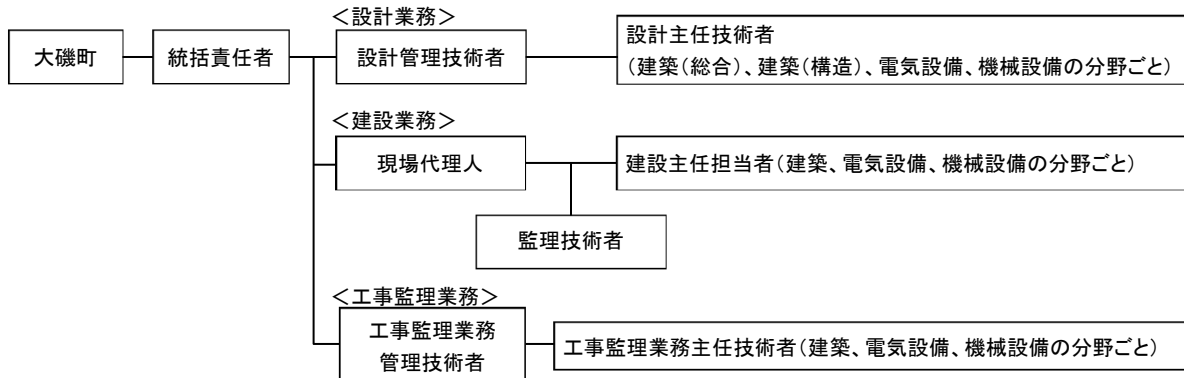 ＜設計業務＞
大磯町
統括責任者
設計管理技術者
設計主任技術者
（建築（総合）、建築（構造）、電気設備、機械設備の分野ごと）
＜建設業務＞
現場代理人
建設主任担当者（建築、電気設備、機械設備の分野ごと）
監理技術者
＜工事監理業務＞
工事監理業務
管理技術者
工事監理業務主任技術者（建築、電気設備、機械設備の分野ごと）